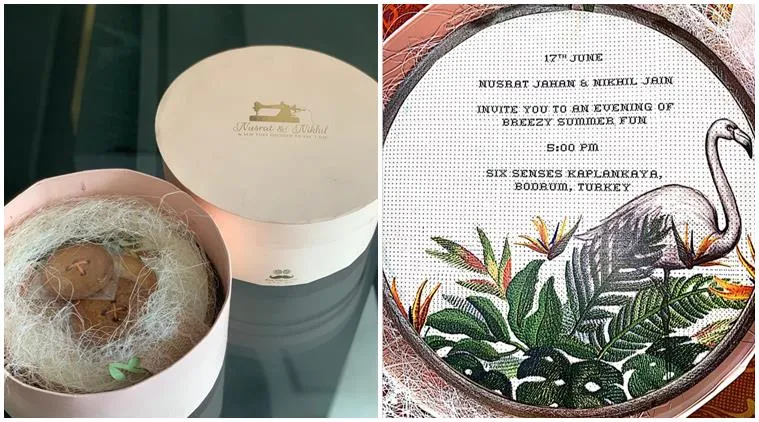 Nusrat & Nikhil
17TH JUNE
NUSRAT JAHAN & NIKHIL JAIN
INVITE YOU TO AN EVENING OF
BREEZY SUMMER FUN
5:00 PM
SIX SENSES KAPLANKAYA,
BODRUM, TURKEY